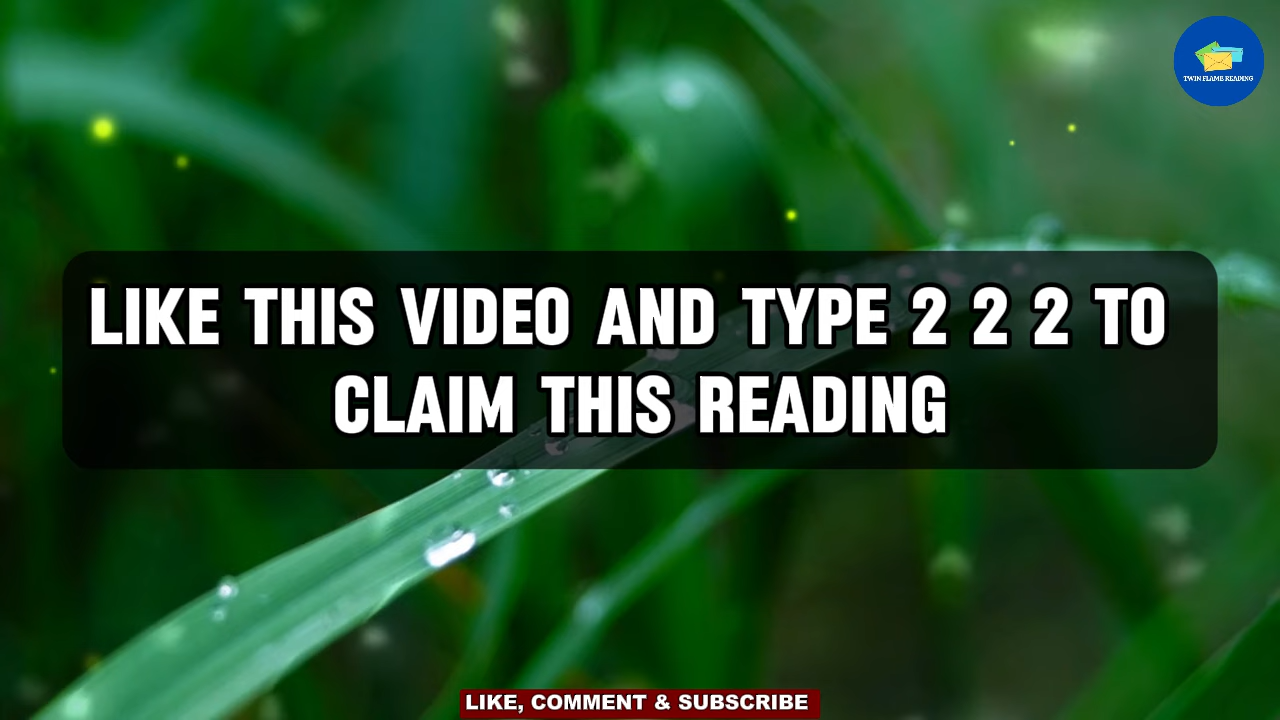 TWIN FLAME READING
LIKE THIS VIDEO AND TYPE 2 2 2 TO
CLAIM THIS READING
LIKE, COMMENT & SUBSCRIBE